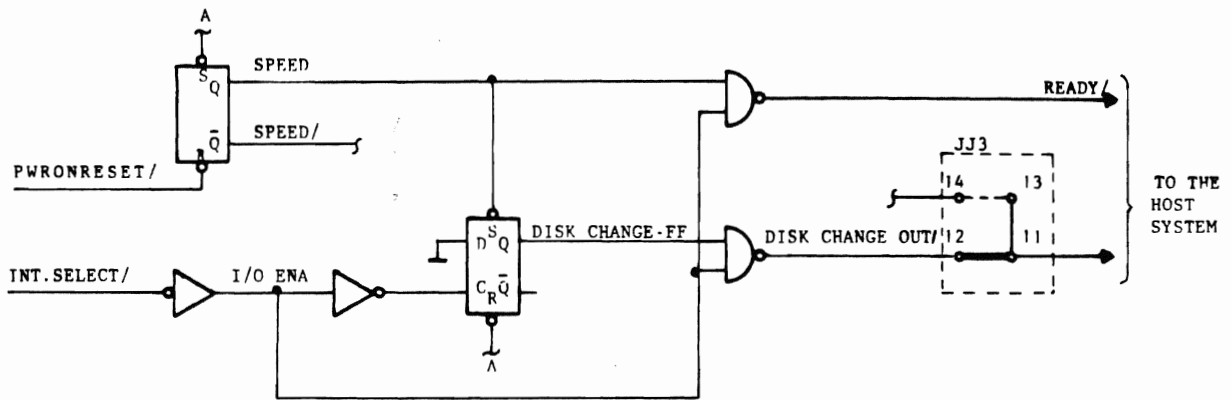 A
S
Q
SPEED
Q̄
SPEED/
R
PWRONRESET/
READY/
JJ3
14
13
TO THE
HOST
SYSTEM
D
S
Q
DISK CHANGE-FF
DISK CHANGE OUT/
12
11
INT.SELECT/
I/O ENA
C
R
Q̄
A